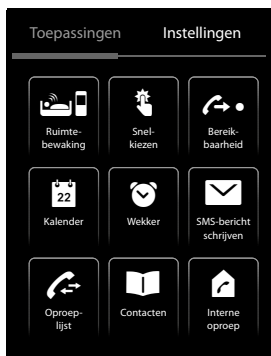 Toepassingen Instellingen
Ruimte-
bewaking
Snel-
kiezen
Bereik-
baarheid
22
Kalender
Wekker
SMS-bericht
schrijven
Oproep-
lijst
Contacten
Interne
oproep